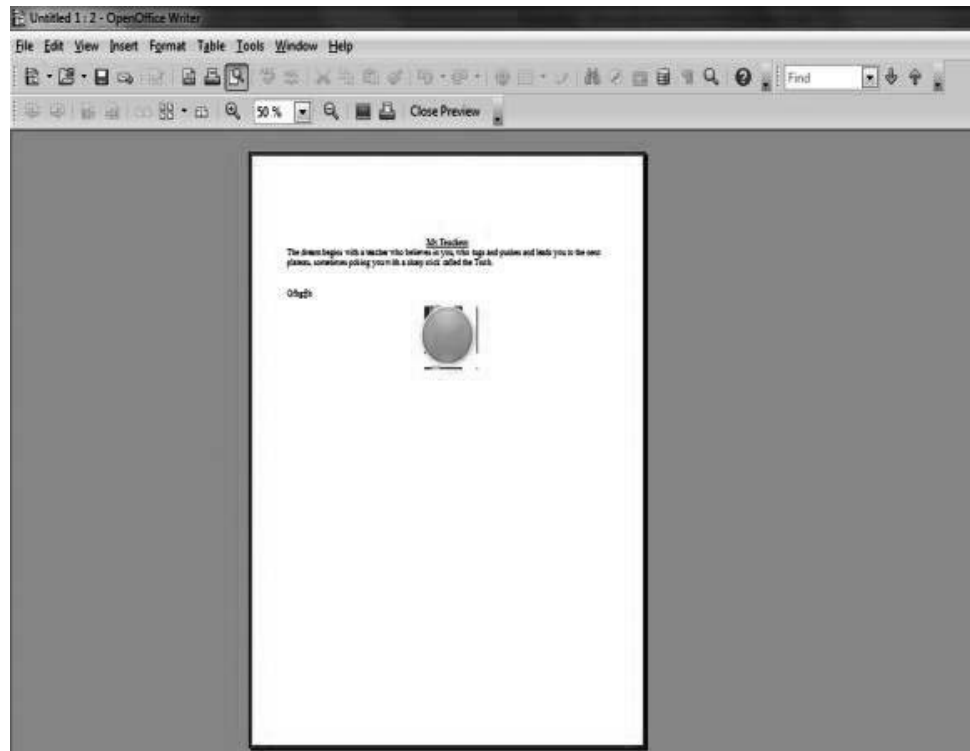 Untitled 1 : 2 - OpenOffice Writer
File Edit View Insert Format Table Tools Window Help
Find
50 % Close Preview
My Teachers
The dream begins with a teacher who believes in you, who tugs and pushes and leads you to the next
plateau, sometimes poking you with a sharp stick called the Truth.